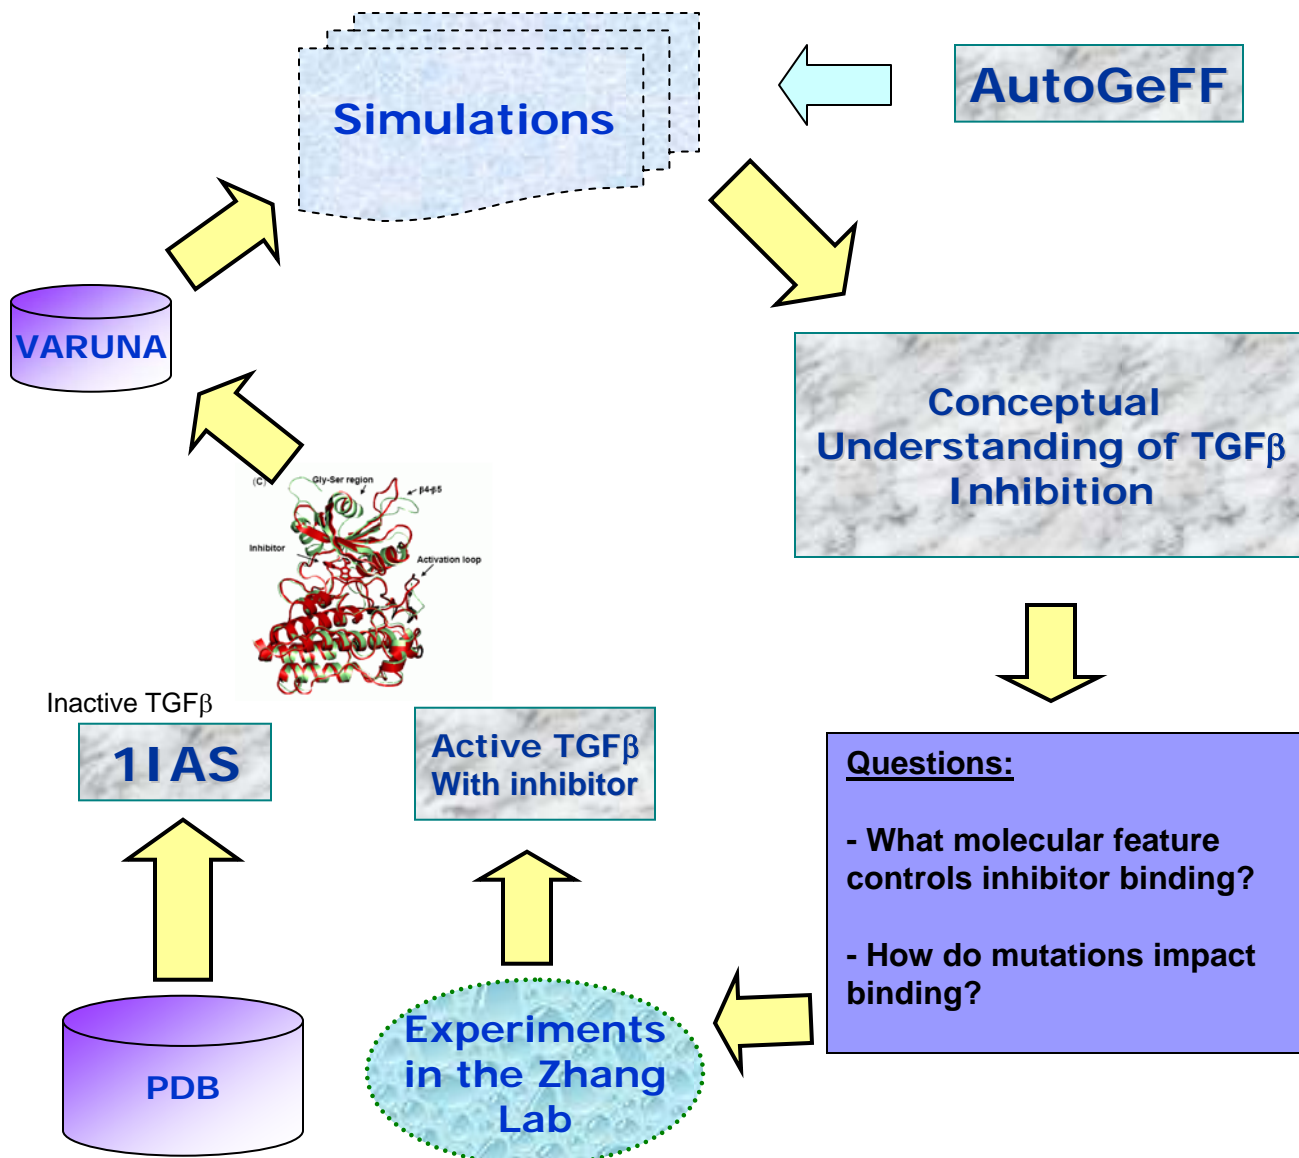 Simulations
AutoGeFF
VARUNA
Conceptual
Understanding of TGFβ
Inhibition
(C)
Gly-Ser region
β4-β5
Inhibitor
Activation loop
Inactive TGFβ
1IAS
Active TGFβ
With inhibitor
Questions:
- What molecular feature
controls inhibitor binding?
- How do mutations impact
binding?
PDB
Experiments
in the Zhang
Lab